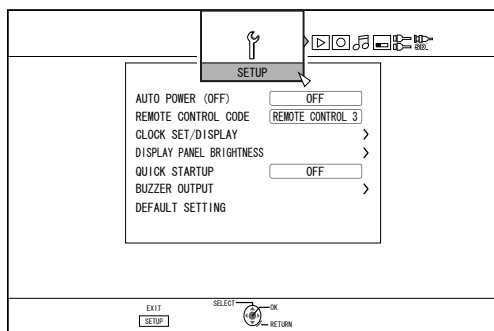 SETUP
AUTO POWER (OFF) OFF
REMOTE CONTROL CODE REMOTE CONTROL 3
CLOCK SET/DISPLAY
DISPLAY PANEL BRIGHTNESS
QUICK STARTUP OFF
BUZZER OUTPUT
DEFAULT SETTING
EXIT
SETUP
SELECT
OK
RETURN